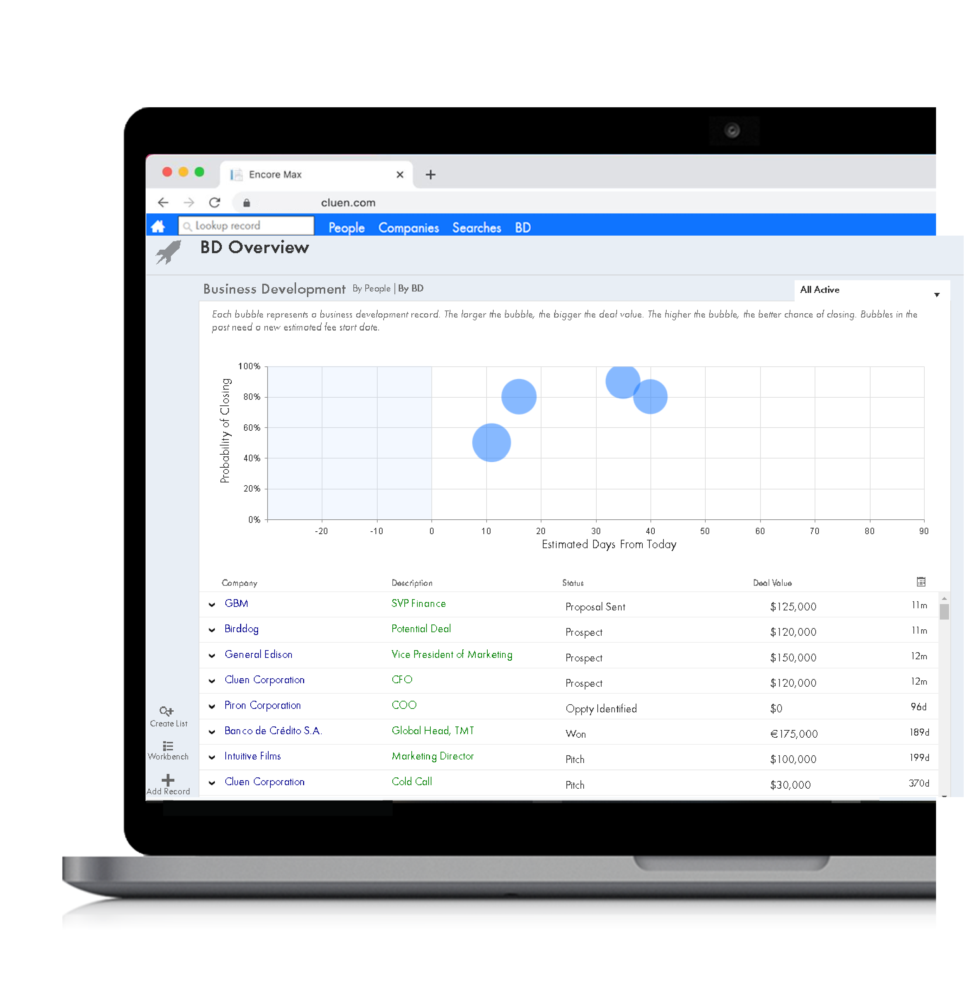 Encore Max
cluen.com
Lookup record People Companies Searches BD
BD Overview
Business Development By People | By BD All Active
Each bubble represents a business development record. The larger the bubble, the bigger the deal value. The higher the bubble, the better chance of closing. Bubbles in the
past need a new estimated fee start date.
Probability of Closing
100%
80%
60%
40%
20%
0%
-20 -10 0 10 20 30 40 50 60 70 80 90
Estimated Days From Today
Company Description Status Deal Value
GBM SVP Finance Proposal Sent $125,000 11m
Birddog Potential Deal Prospect $120,000 11m
General Edison Vice President of Marketing Prospect $150,000 12m
Cluen Corporation CFO Prospect $120,000 12m
Piron Corporation COO Oppty Identified $0 96d
Banco de Crédito S.A. Global Head, TMT Won €175,000 189d
Intuitive Films Marketing Director Pitch $100,000 199d
Cluen Corporation Cold Call Pitch $30,000 370d
Create List
Workbench
Add Record